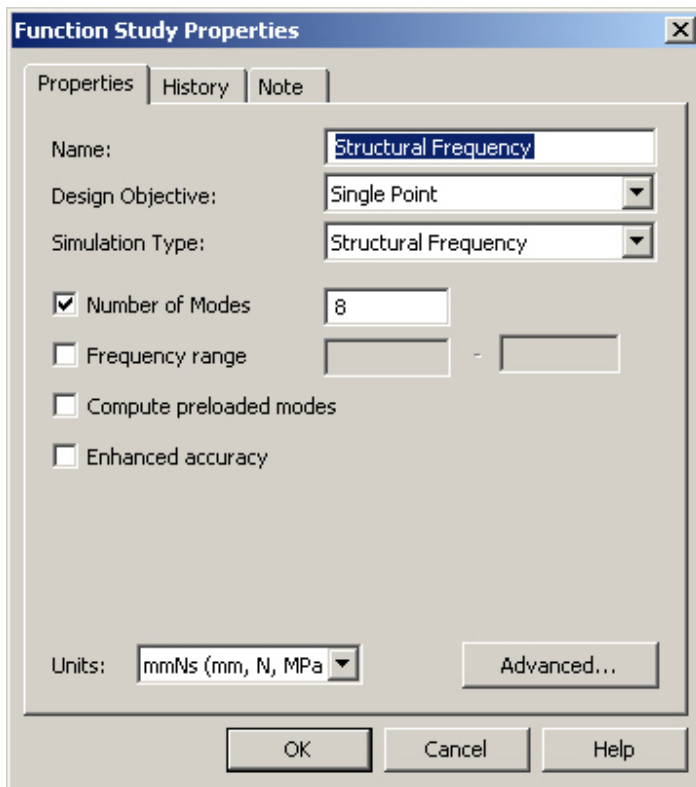 Function Study Properties
Properties History Note
Name: Structural Frequency
Design Objective: Single Point
Simulation Type: Structural Frequency
Number of Modes 8
Frequency range -
Compute preloaded modes
Enhanced accuracy
Units: mmNs (mm, N, MPa Advanced...
OK Cancel Help